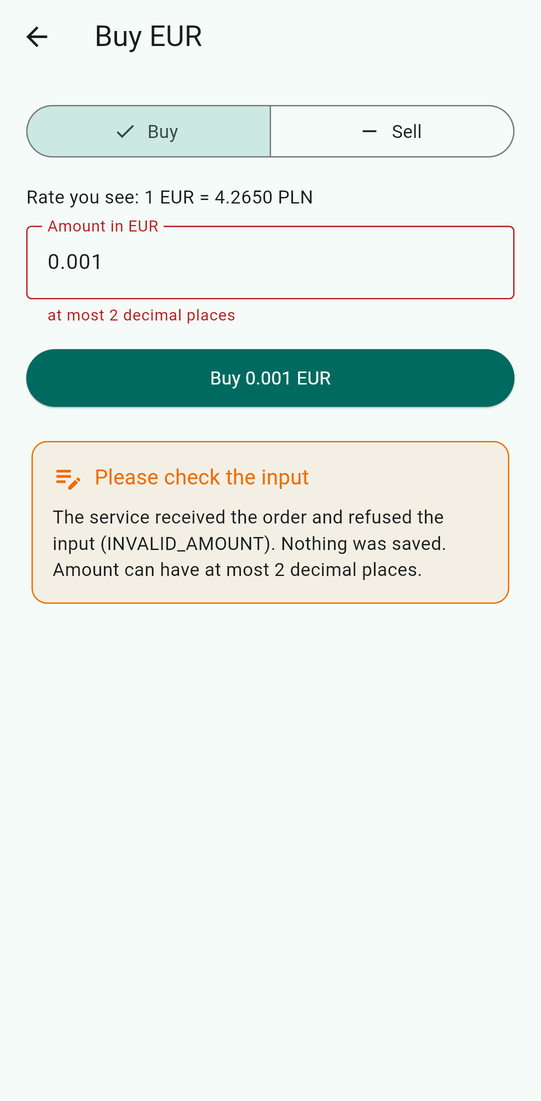 Buy EUR
Buy
Sell
Rate you see: 1 EUR = 4.2650 PLN
Amount in EUR
0.001
at most 2 decimal places
Buy 0.001 EUR
Please check the input
The service received the order and refused the
input (INVALID_AMOUNT). Nothing was saved.
Amount can have at most 2 decimal places.